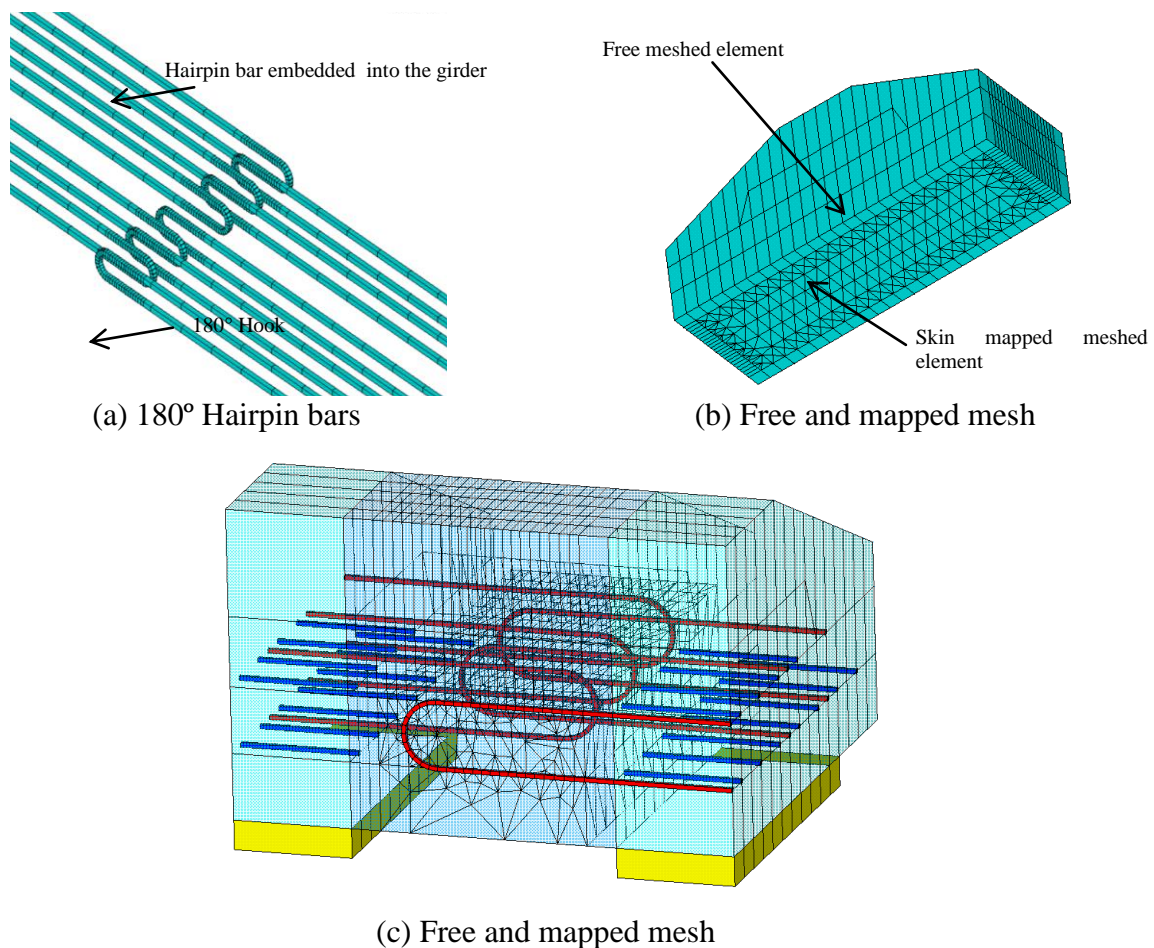 Hairpin bar embedded into the girder
180° Hook
(a) 180º Hairpin bars
Free meshed element
Skin mapped meshed
element
(b) Free and mapped mesh
(c) Free and mapped mesh